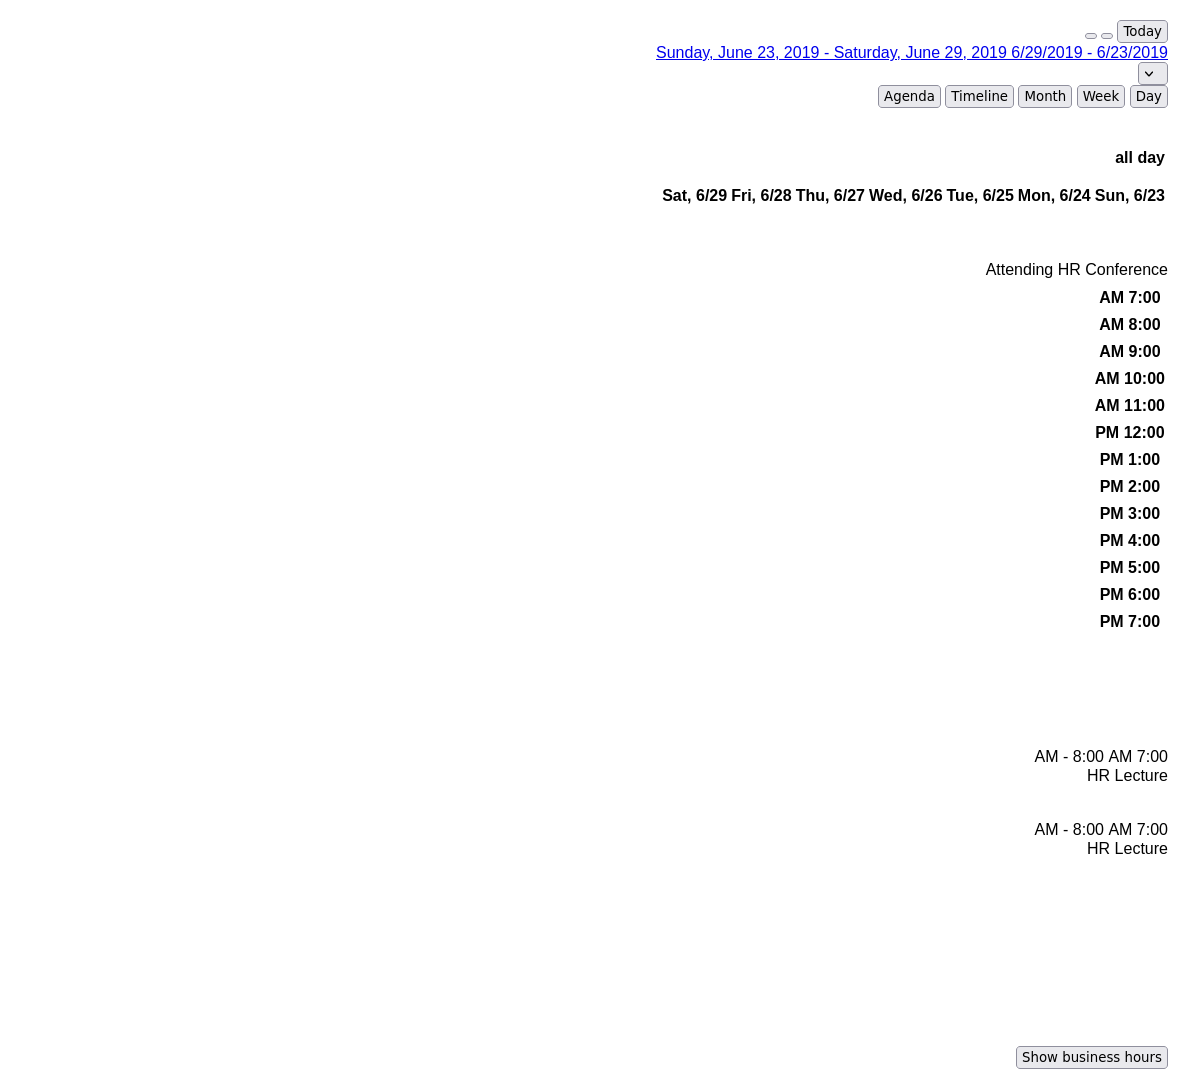 Today
Sunday, June 23, 2019 - Saturday, June 29, 2019 6/29/2019 - 6/23/2019
Agenda Timeline Month Week Day
all day
Sat, 6/29 Fri, 6/28 Thu, 6/27 Wed, 6/26 Tue, 6/25 Mon, 6/24 Sun, 6/23
Attending HR Conference
AM 7:00
AM 8:00
AM 9:00
AM 10:00
AM 11:00
PM 12:00
PM 1:00
PM 2:00
PM 3:00
PM 4:00
PM 5:00
PM 6:00
PM 7:00
AM - 8:00 AM 7:00
HR Lecture
AM - 8:00 AM 7:00
HR Lecture
Show business hours